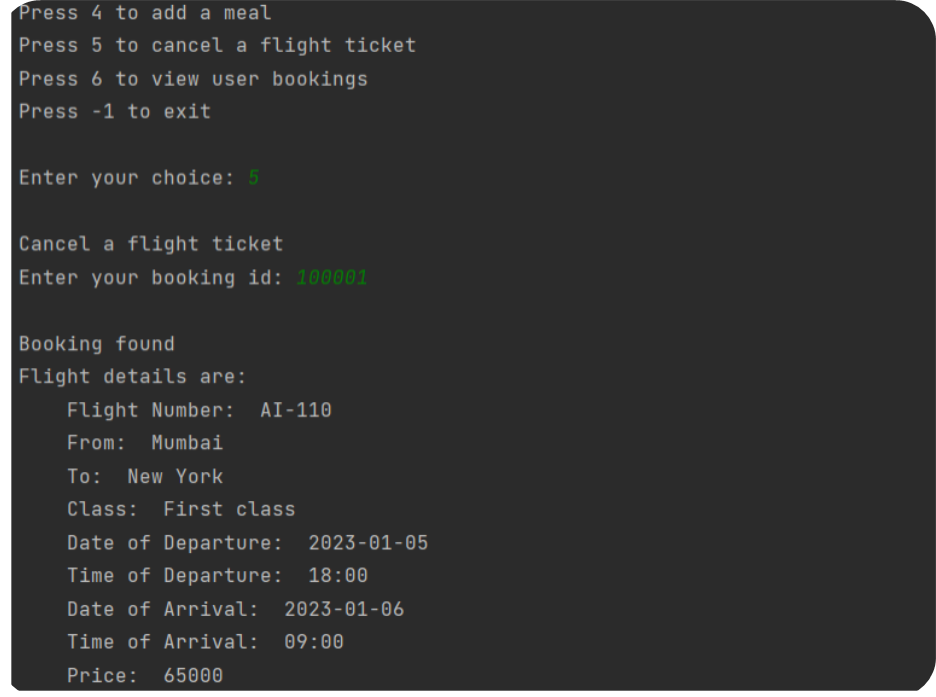 Press 4 to add a meal
Press 5 to cancel a flight ticket
Press 6 to view user bookings
Press -1 to exit
Enter your choice: 5
Cancel a flight ticket
Enter your booking id: 100001
Booking found
Flight details are:
Flight Number:  AI-110
From:  Mumbai
To:  New York
Class:  First class
Date of Departure:  2023-01-05
Time of Departure:  18:00
Date of Arrival:  2023-01-06
Time of Arrival:  09:00
Price:  65000